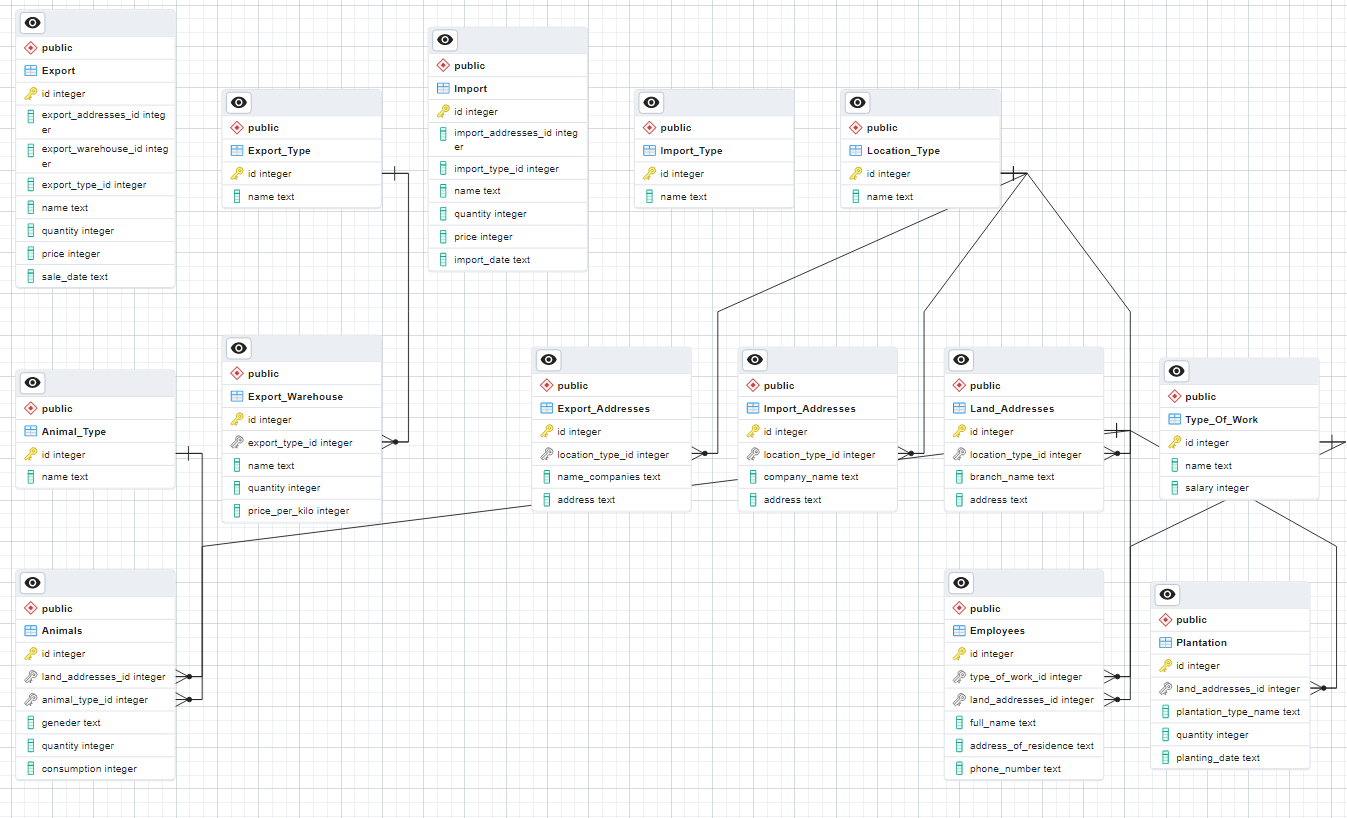 public
Export
id integer
export_addresses_id integ
er
export_warehouse_id integ
er
export_type_id integer
name text
quantity integer
price integer
sale_date text
public
Export_Type
id integer
name text
public
Import
id integer
import_addresses_id integ
er
import_type_id integer
name text
quantity integer
price integer
import_date text
public
Import_Type
id integer
name text
public
Location_Type
id integer
name text
public
Animal_Type
id integer
name text
public
Export_Warehouse
id integer
export_type_id integer
name text
quantity integer
price_per_kilo integer
public
Export_Addresses
id integer
location_type_id integer
name_companies text
address text
public
Import_Addresses
id integer
location_type_id integer
company_name text
address text
public
Land_Addresses
id integer
location_type_id integer
branch_name text
address text
public
Type_Of_Work
id integer
name text
salary integer
public
Animals
id integer
land_addresses_id integer
animal_type_id integer
geneder text
quantity integer
consumption integer
public
Employees
id integer
type_of_work_id integer
land_addresses_id integer
full_name text
address_of_residence text
phone_number text
public
Plantation
id integer
land_addresses_id integer
plantation_type_name text
quantity integer
planting_date text